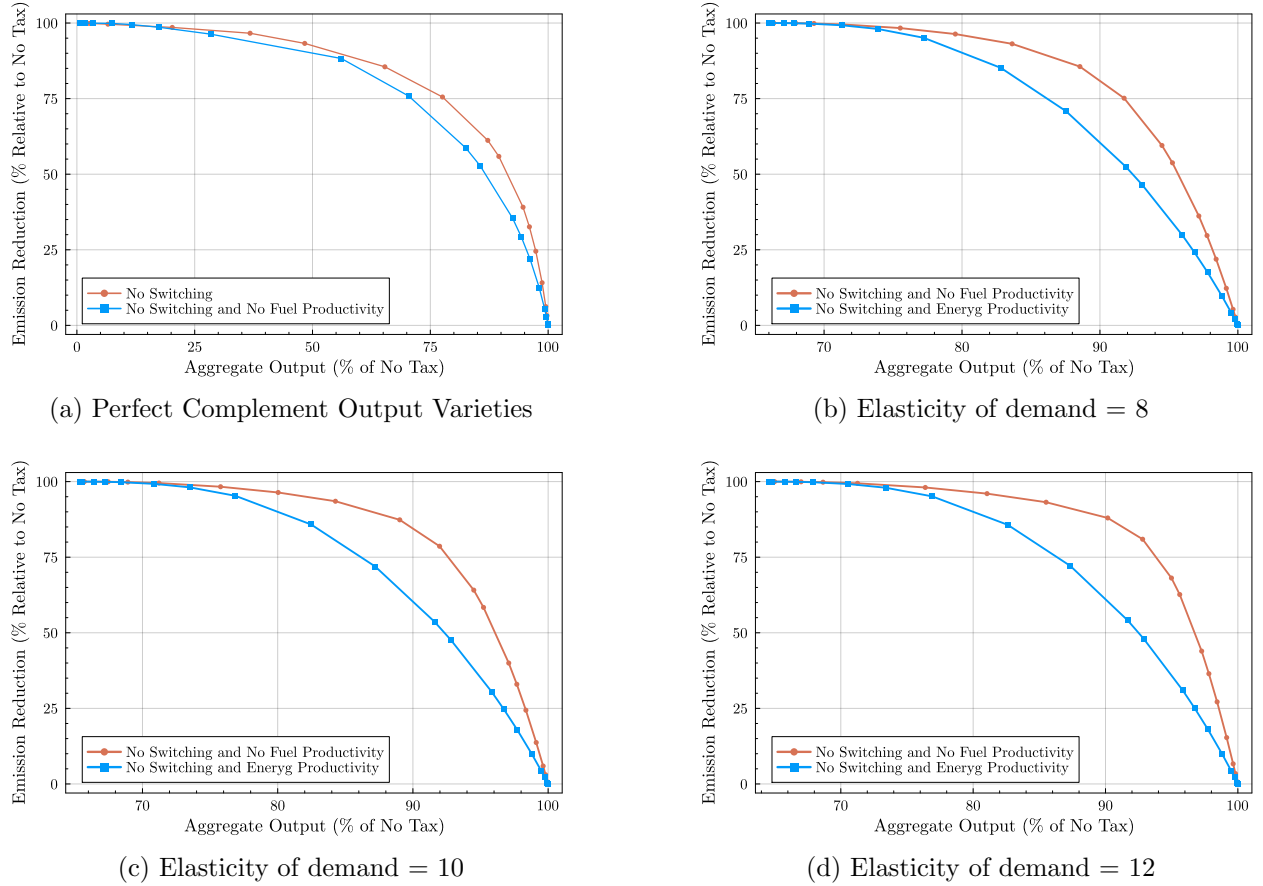 Emission Reduction (% Relative to No Tax)
100
75
50
25
0
No Switching
No Switching and No Fuel Productivity
0 25 50 75 100
Aggregate Output (% of No Tax)
(a) Perfect Complement Output Varieties
Emission Reduction (% Relative to No Tax)
100
75
50
25
0
No Switching and No Fuel Productivity
No Switching and Eneryg Productivity
70 80 90 100
Aggregate Output (% of No Tax)
(b) Elasticity of demand = 8
Emission Reduction (% Relative to No Tax)
100
75
50
25
0
No Switching and No Fuel Productivity
No Switching and Eneryg Productivity
70 80 90 100
Aggregate Output (% of No Tax)
(c) Elasticity of demand = 10
Emission Reduction (% Relative to No Tax)
100
75
50
25
0
No Switching and No Fuel Productivity
No Switching and Eneryg Productivity
70 80 90 100
Aggregate Output (% of No Tax)
(d) Elasticity of demand = 12